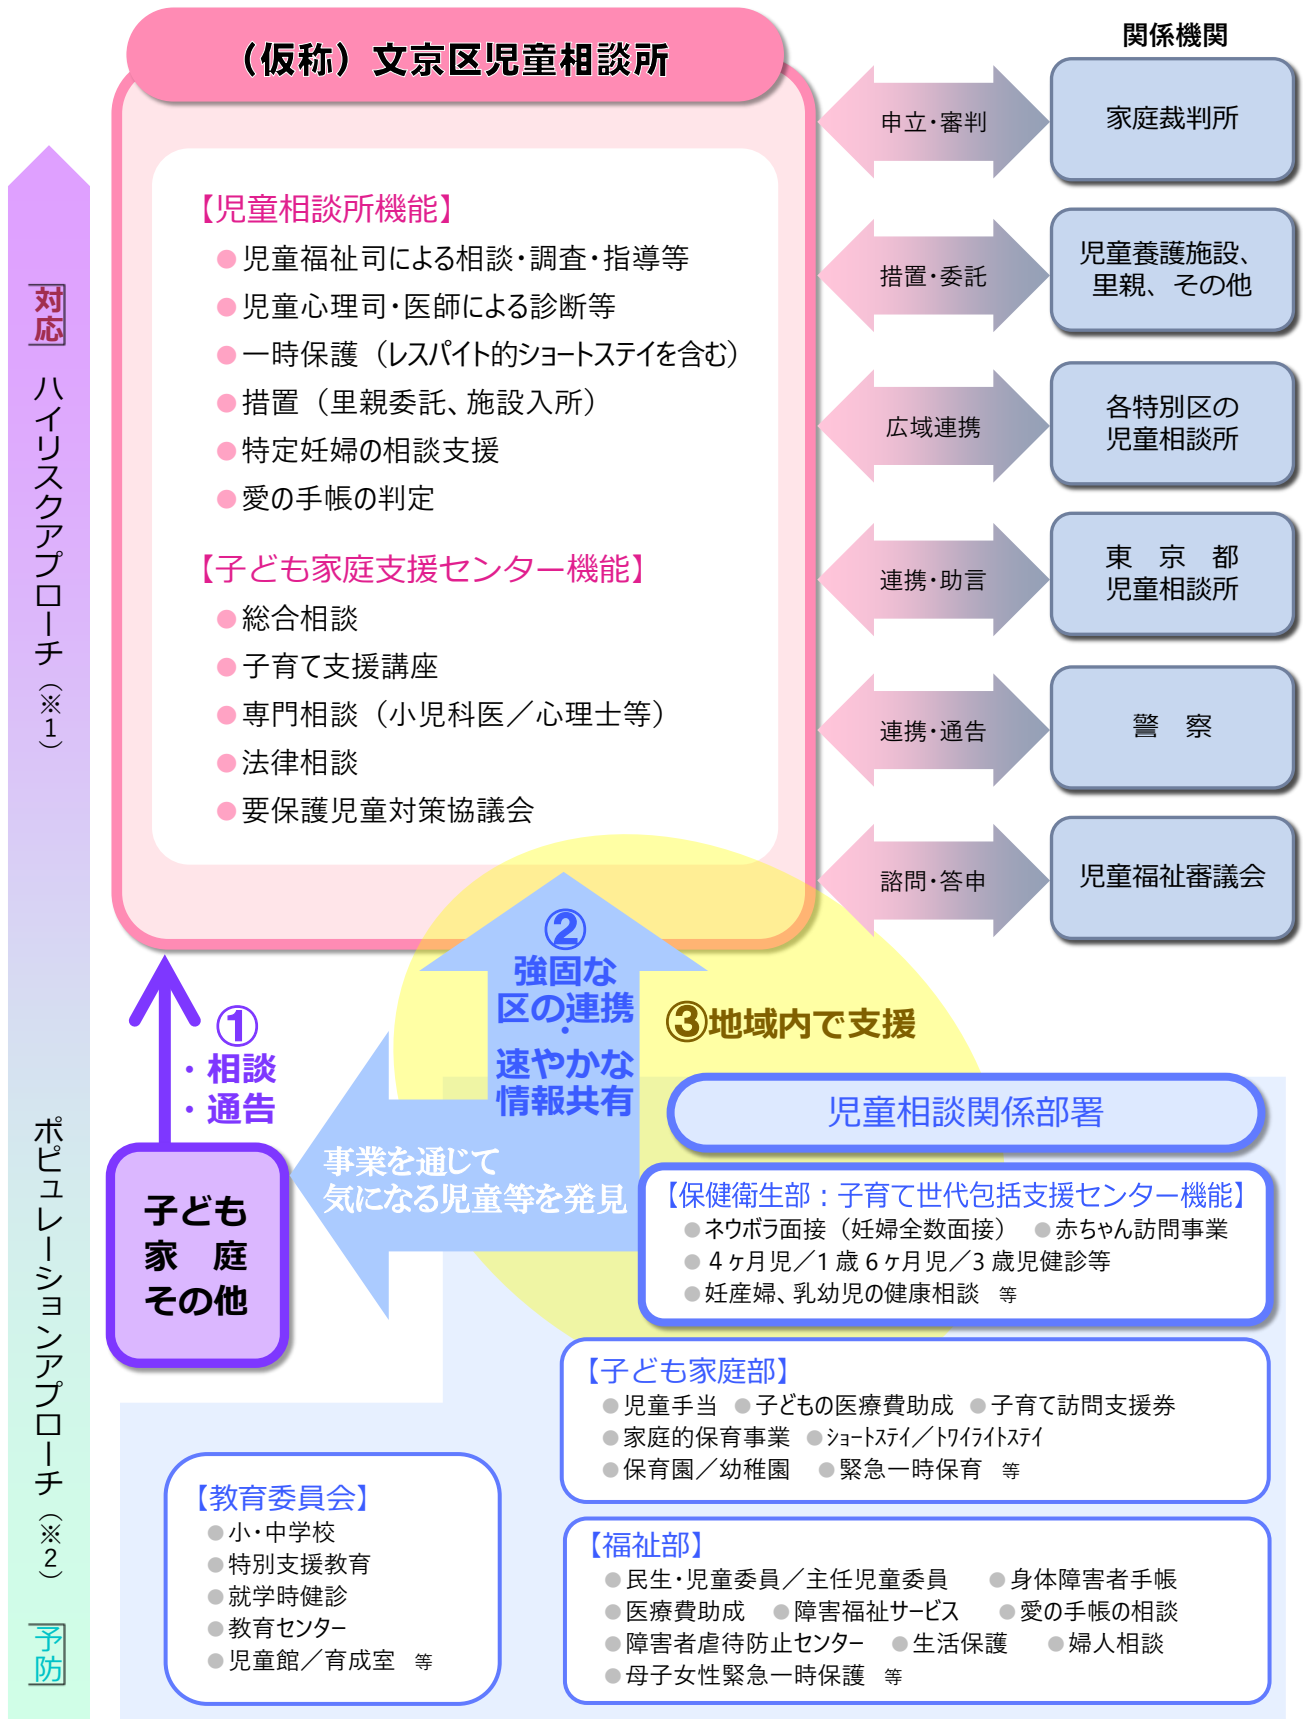 （仮称）文京区児童相談所
関係機関
【児童相談所機能】
●児童福祉司による相談・調査・指導等
●児童心理司・医師による診断等
●一時保護（レスパイト的ショートステイを含む）
●措置（里親委託、施設入所）
●特定妊婦の相談支援
●愛の手帳の判定
【子ども家庭支援センター機能】
●総合相談
●子育て支援講座
●専門相談（小児科医／心理士等）
●法律相談
●要保護児童対策協議会
申立・審判
家庭裁判所
措置・委託
児童養護施設、
里親、その他
広域連携
各特別区の
児童相談所
連携・助言
東　京　都
児童相談所
連携・通告
警　察
諮問・答申
児童福祉審議会
対応
ハイリスクアプローチ（※1）
ポピュレーションアプローチ（※2）
予防
①
・相談
・通告
②
強固な
区の連携
・
速やかな
情報共有
③地域内で支援
事業を通じて
気になる児童等を発見
子ども
家　庭
その他
児童相談関係部署
【保健衛生部：子育て世代包括支援センター機能】
●ネウボラ面接（妊婦全数面接）　●赤ちゃん訪問事業
●４ヶ月児／1 歳 6 ヶ月児／3 歳児健診等
●妊産婦、乳幼児の健康相談　等
【子ども家庭部】
●児童手当　●子どもの医療費助成　●子育て訪問支援券
●家庭的保育事業　●ｼｮｰﾄｽﾃｲ／ﾄﾜｲﾗｲﾄｽﾃｲ
●保育園／幼稚園　●緊急一時保育　等
【教育委員会】
●小・中学校
●特別支援教育
●就学時健診
●教育センター
●児童館／育成室　等
【福祉部】
●民生・児童委員／主任児童委員　●身体障害者手帳
●医療費助成　●障害福祉サービス　●愛の手帳の相談
●障害者虐待防止センター　●生活保護　●婦人相談
●母子女性緊急一時保護　等